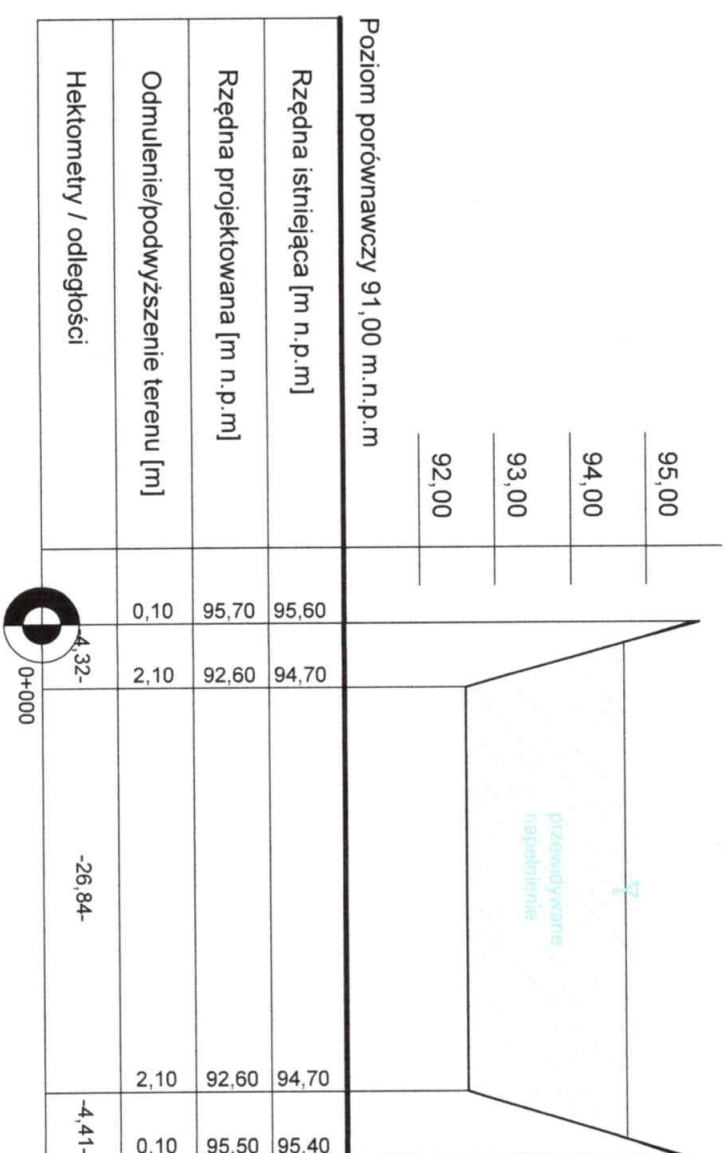 95,00
94,00
93,00
92,00
Poziom porównawczy 91,00 m.n.p.m
Rzędna istniejąca [m n.p.m] 95,60 94,70 94,70 95,40
Rzędna projektowana [m n.p.m] 95,70 92,60 92,60 95,50
Odmulenie/podwyższenie terenu [m] 0,10 2,10 2,10 0,10
Hektometry / odległości 4,32- -26,84- -4,41-
0+000
przewidywane
napełnienie